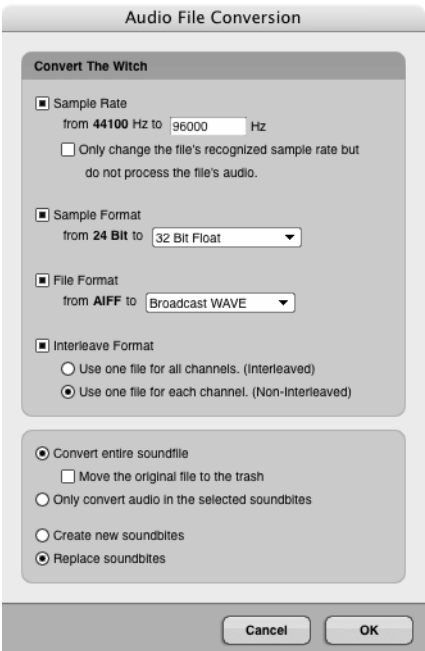 Audio File Conversion
Convert The Witch
Sample Rate
from 44100 Hz to 96000 Hz
Only change the file's recognized sample rate but
do not process the file's audio.
Sample Format
from 24 Bit to 32 Bit Float
File Format
from AIFF to Broadcast WAVE
Interleave Format
Use one file for all channels. (Interleaved)
Use one file for each channel. (Non-Interleaved)
Convert entire soundfile
Move the original file to the trash
Only convert audio in the selected soundbites
Create new soundbites
Replace soundbites
Cancel OK